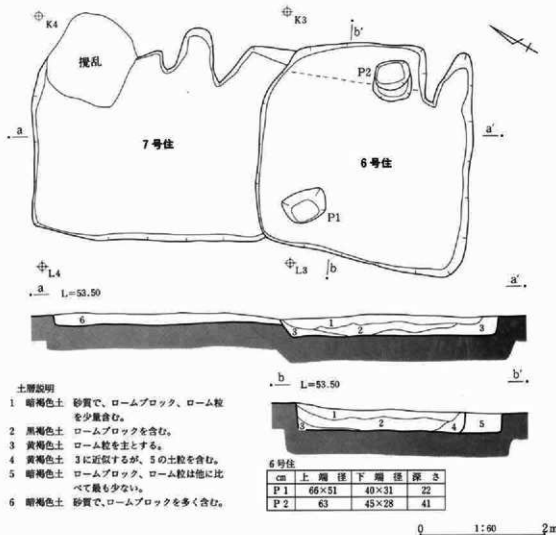 K4
K3
攪乱
b'
P2
a
a'
7号住
6号住
P1
L4
L3
b
a L=53.50
a'
6
1
2
3
3
土層説明
1 暗褐色土 砂質で、ロームブロック、ローム粒
を少量含む。
2 黒褐色土 ロームブロックを含む。
3 黄褐色土 ローム粒を主とする。
4 黄褐色土 3に近似するが、5の土粒を含む。
5 暗褐色土 ロームブロック、ローム粒は他に比
べて最も少ない。
6 暗褐色土 砂質で、ロームブロックを多く含む。
b L=53.50
b'
1
3
2
4
5
6号住
cm 上端径 下端径 深さ
P1 66×51 40×31 22
P2 63 45×28 41
0 1:60 2m